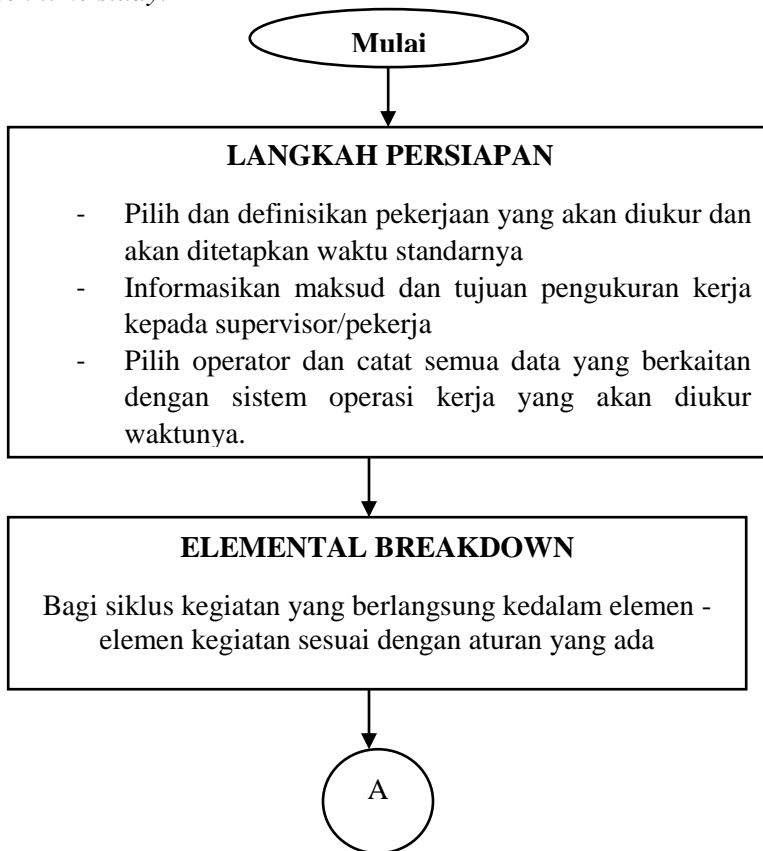 Mulai
LANGKAH PERSIAPAN
- Pilih dan definisikan pekerjaan yang akan diukur dan
akan ditetapkan waktu standarnya
- Informasikan maksud dan tujuan pengukuran kerja
kepada supervisor/pekerja
- Pilih operator dan catat semua data yang berkaitan
dengan sistem operasi kerja yang akan diukur
waktunya.
ELEMENTAL BREAKDOWN
Bagi siklus kegiatan yang berlangsung kedalam elemen -
elemen kegiatan sesuai dengan aturan yang ada
A